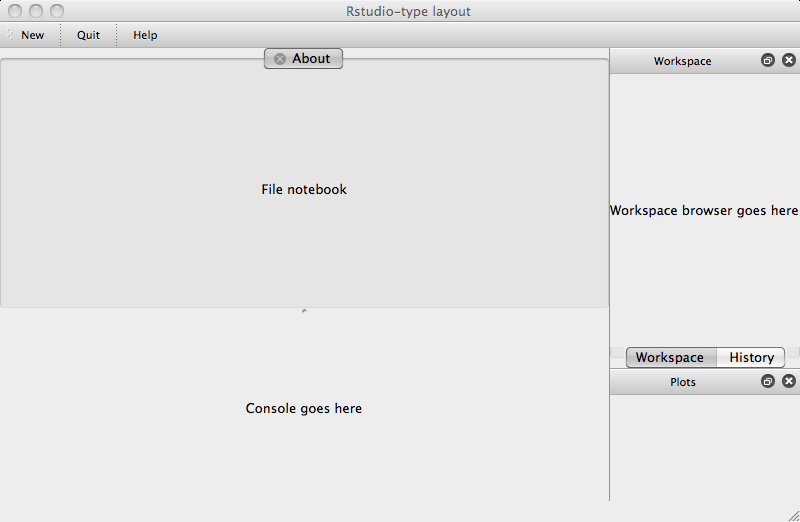 Rstudio-type layout
New Quit Help
About
File notebook
Console goes here
Workspace
Workspace browser goes here
Workspace History
Plots